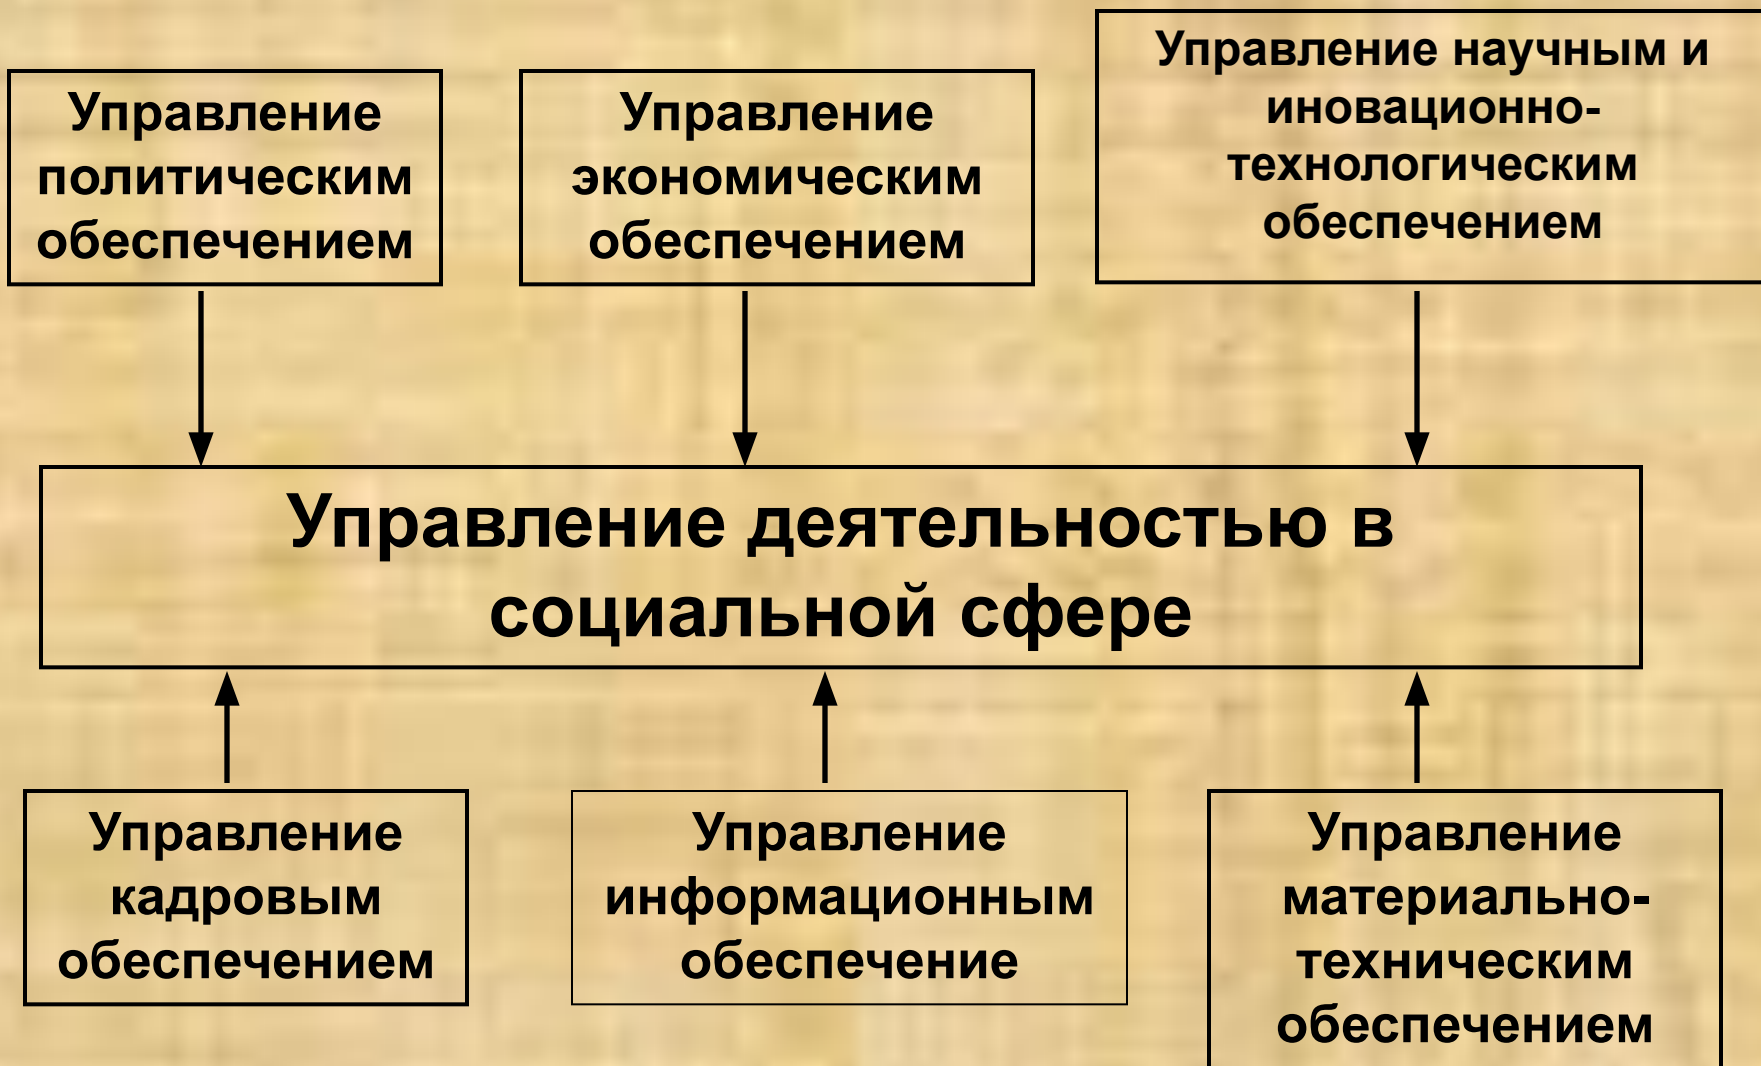 Управление
политическим
обеспечением
Управление
экономическим
обеспечением
Управление научным и
иновационно-
технологическим
обеспечением
Управление деятельностью в
социальной сфере
Управление
кадровым
обеспечением
Управление
информационным
обеспечение
Управление
материально-
техническим
обеспечением